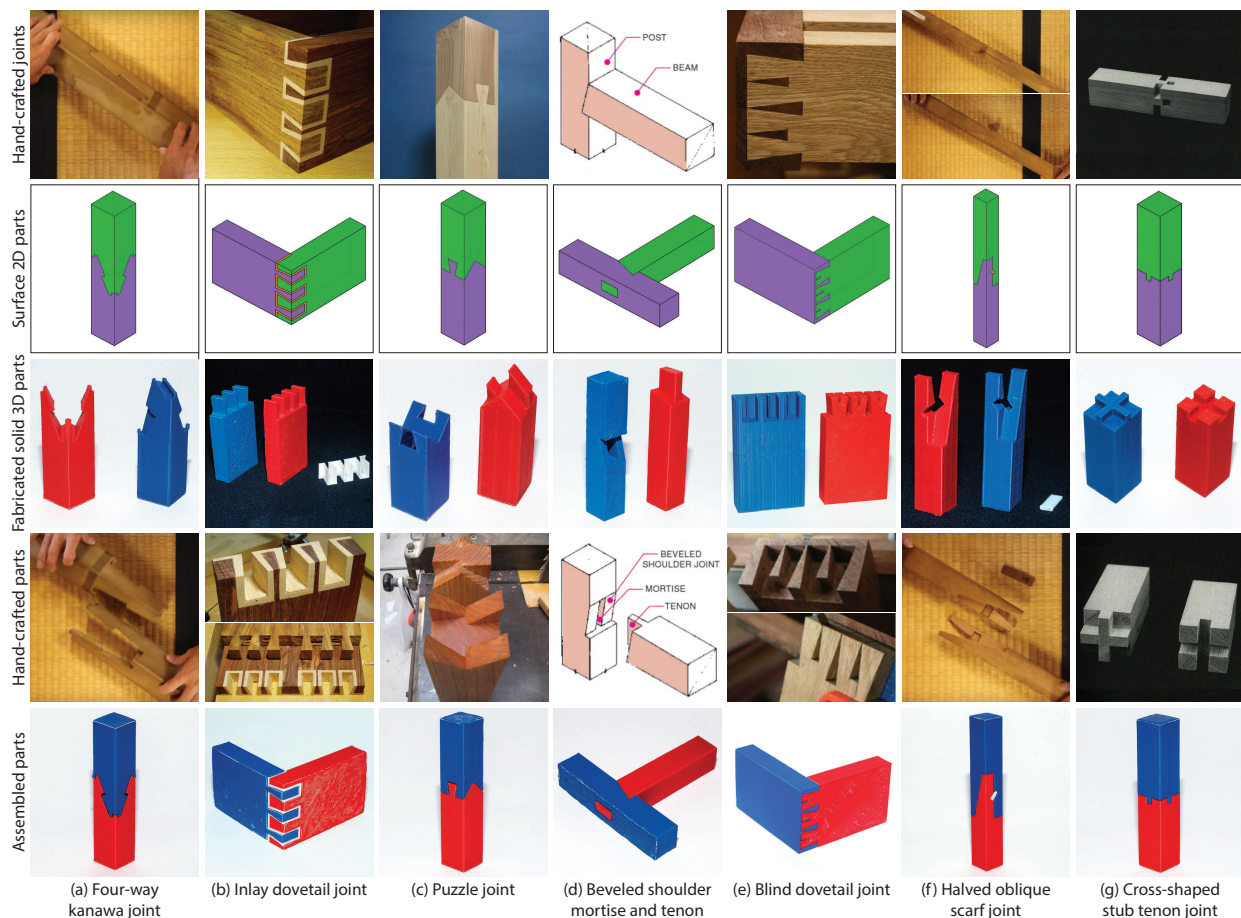 Hand-crafted joints
POST
BEAM
Surface 2D parts
Fabricated solid 3D parts
Hand-crafted parts
BEVELED
SHOULDER JOINT
MORTISE
TENON
Assembled parts
(a) Four-way
kanawa joint
(b) Inlay dovetail joint
(c) Puzzle joint
(d) Beveled shoulder
mortise and tenon
(e) Blind dovetail joint
(f) Halved oblique
scarf joint
(g) Cross-shaped
stub tenon joint